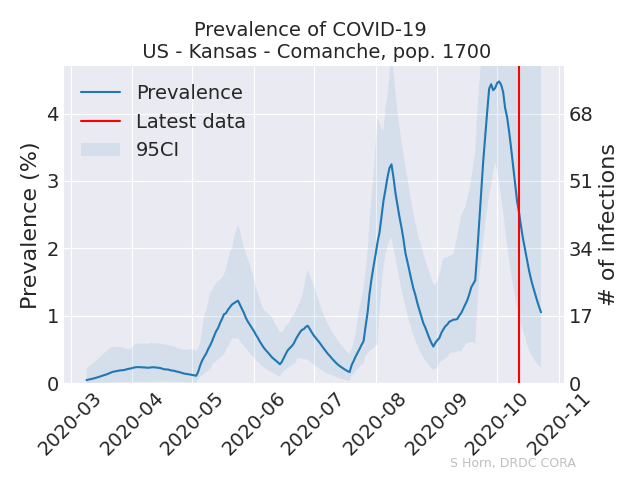 Prevalence of COVID-19
US - Kansas - Comanche, pop. 1700
Prevalence
Latest data
95CI
Prevalence (%)
4
3
2
1
0
# of infections
68
51
34
17
0
2020-03
2020-04
2020-05
2020-06
2020-07
2020-08
2020-09
2020-10
2020-11
S Horn, DRDC CORA